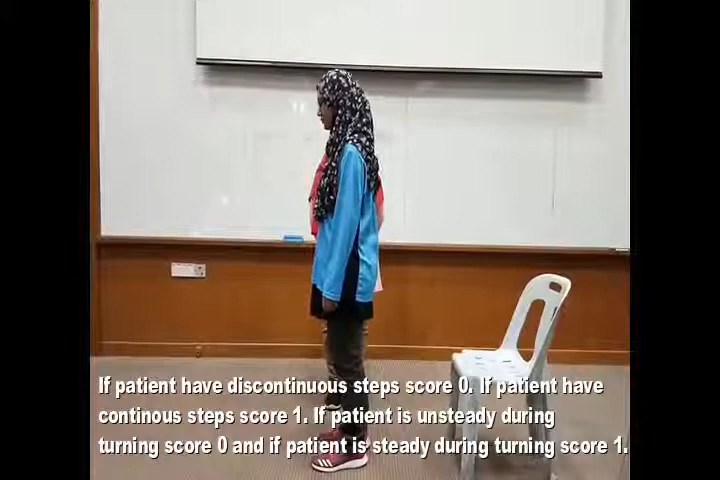 If patient have discontinuous steps score 0. If patient have
continous steps score 1. If patient is unsteady during
turning score 0 and if patient is steady during turning score 1.